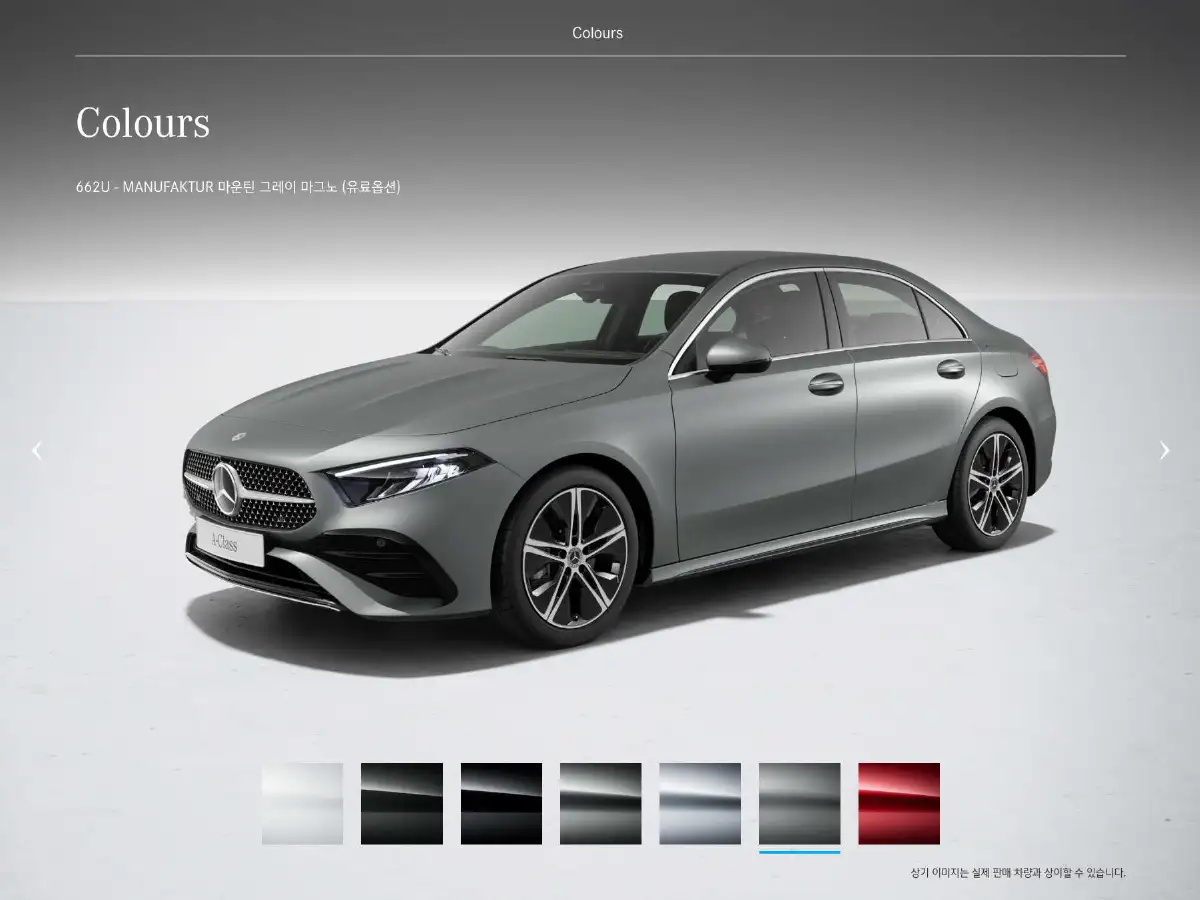 Colours
Colours
662U - MANUFAKTUR 마운틴 그레이 마그노 (유료옵션)
A-Class
상기 이미지는 실제 판매 차량과 상이할 수 있습니다.